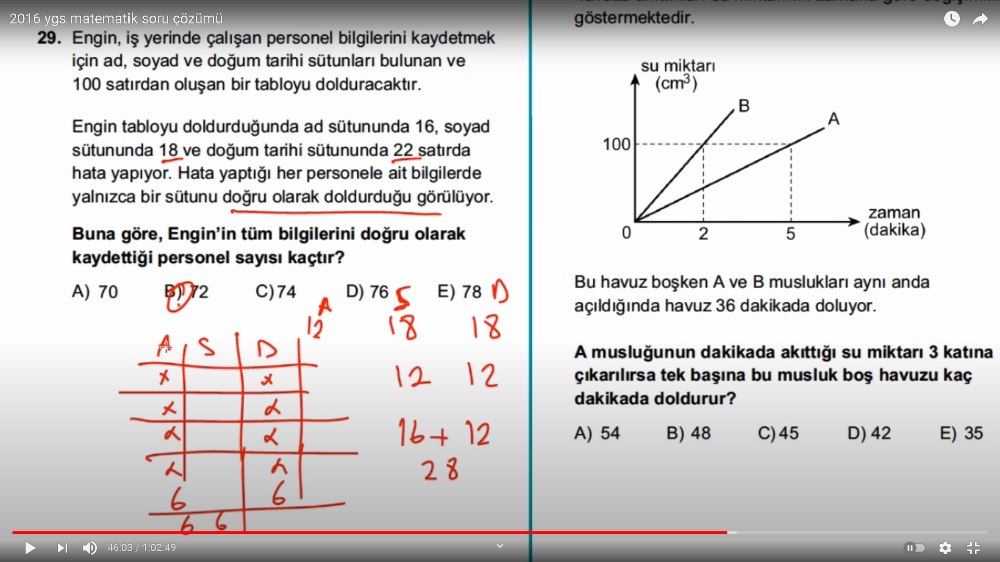 2016 ygs matematik soru çözümü
29. Engin, iş yerinde çalışan personel bilgilerini kaydetmek
için ad, soyad ve doğum tarihi sütunları bulunan ve
100 satırdan oluşan bir tabloyu dolduracaktır.
Engin tabloyu doldurduğunda ad sütununda 16, soyad
sütununda 18 ve doğum tarihi sütununda 22 satırda
hata yapıyor. Hata yaptığı her personele ait bilgilerde
yalnızca bir sütunu doğru olarak doldurduğu görülüyor.
Buna göre, Engin’in tüm bilgilerini doğru olarak
kaydettiği personel sayısı kaçtır?
A) 70 B) 72 C) 74 D) 76 E) 78
A S D
12 18 18
A S D
x x 12 12
x x
x x 16 + 12
x x 28
6 6
6 6
göstermektedir.
su miktarı
(cm³)
B
A
100
zaman
(dakika)
0 2 5
Bu havuz boşken A ve B muslukları aynı anda
açıldığında havuz 36 dakikada doluyor.
A musluğunun dakikada akıttığı su miktarı 3 katına
çıkarılırsa tek başına bu musluk boş havuzu kaç
dakikada doldurur?
A) 54 B) 48 C) 45 D) 42 E) 35
46:03 / 1:02:49